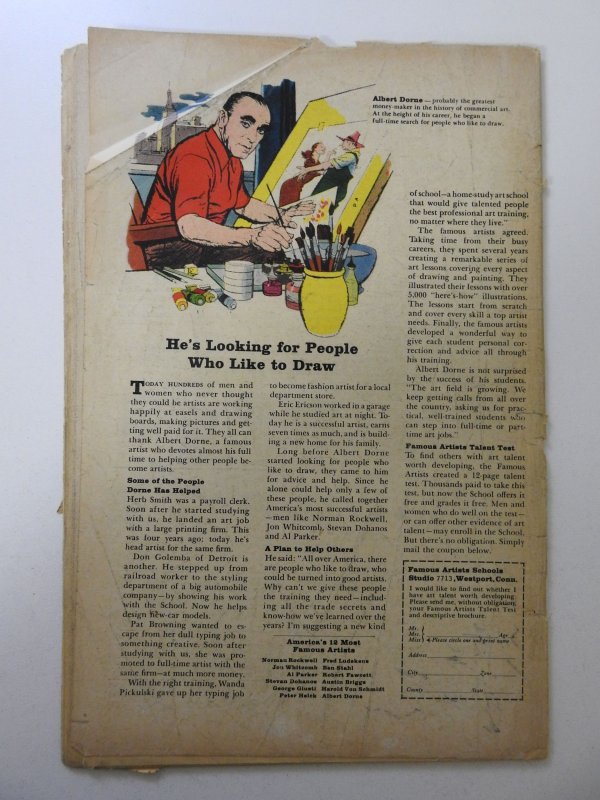 Albert Dorne — probably the greatest
money-maker in the history of commercial art.
At the height of his career, he began a
full-time search for people who like to draw.
He's Looking for People
Who Like to Draw
TODAY HUNDREDS of men and
women who never thought
they could be artists are working
happily at easels and drawing
boards, making pictures and get-
ting well paid for it. They all can
thank Albert Dorne, a famous
artist who devotes almost his full
time to helping other people be-
come artists.
Some of the People
Dorne Has Helped
Herb Smith was a payroll clerk.
Soon after he started studying
with us, he landed an art job
with a large printing firm. This
was four years ago; today he's
head artist for the same firm.
Don Golemba of Detroit is
another. He stepped up from
railroad worker to the styling
department of a big automobile
company—by showing his work
with the School. Now he helps
design new-car models.
Pat Browning wanted to es-
cape from her dull typing job to
something creative. Soon after
studying with us, she was pro-
moted to full-time artist with the
same firm—at much more money.
With the right training, Wanda
Pickulski gave up her typing job
to become fashion artist for a local
department store.
Eric Ericson worked in a garage
while he studied art at night. To-
day he is a successful artist, earns
seven times as much, and is build-
ing a new home for his family.
Long before Albert Dorne
started looking for people who
like to draw, they came to him
for advice and help. Since he
alone could help only a few of
these people, he called together
America's most successful artists
—men like Norman Rockwell,
Jon Whitcomb, Stevan Dohanos
and Al Parker.
A Plan to Help Others
He said: "All over America, there
are people who like to draw, who
could be turned into good artists.
Why can't we give these people
the training they need—includ-
ing all the trade secrets and
know-how we've learned over the
years? I'm suggesting a new kind
America's 12 Most
Famous Artists
Norman Rockwell Fred Ludekens
Jon Whitcomb Ben Stahl
Al Parker Robert Fawcett
Stevan Dohanos Austin Briggs
George Giusti Harold Von Schmidt
Peter Helck Albert Dorne
of school—a home-study art school
that would give talented people
the best professional art training,
no matter where they live."
The famous artists agreed.
Taking time from their busy
careers, they spent several years
creating a remarkable series of
art lessons covering every aspect
of drawing and painting. They
illustrated their lessons with over
5,000 "here's-how" illustrations.
The lessons start from scratch
and cover every skill a top artist
needs. Finally, the famous artists
developed a wonderful way to
give each student personal cor-
rection and advice all through
his training.
Albert Dorne is not surprised
by the success of his students.
"The art field is growing. We
keep getting calls from all over
the country, asking us for prac-
tical, well-trained students who
can step into full-time or part-
time art jobs."
Famous Artists Talent Test
To find others with art talent
worth developing, the Famous
Artists created a 12-page talent
test. Thousands paid to take this
test, but now the School offers it
free and grades it free. Men and
women who do well on the test—
or can offer other evidence of art
talent—may enroll in the School.
But there's no obligation. Simply
mail the coupon below.
Famous Artists Schools
Studio 7713, Westport, Conn.
I would like to find out whether I
have art talent worth developing.
Please send me, without obligation,
your Famous Artists Talent Test
and descriptive brochure.
Mr.
Mrs. Age
Miss Please circle one and print name
Address
City Zone
County State